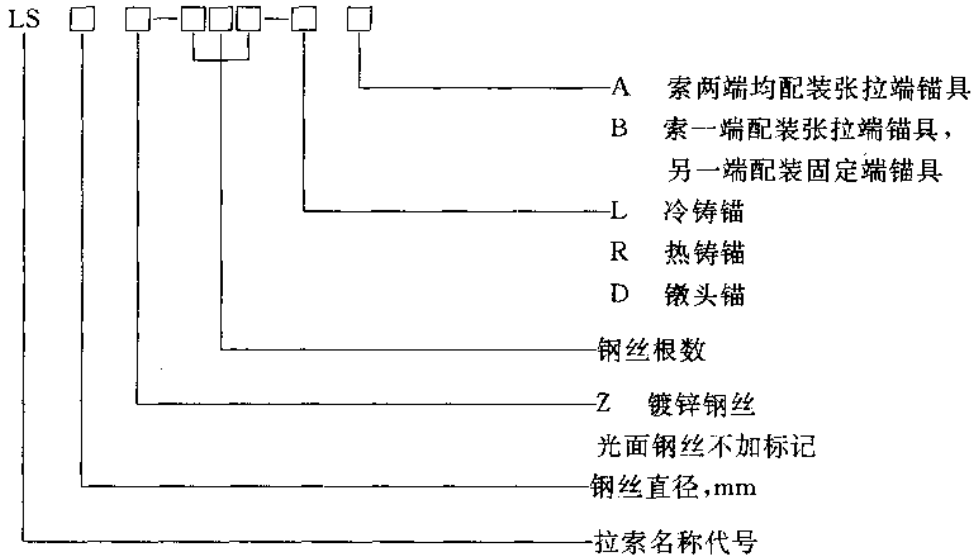 LS □ □-□□□-□ □
A 索两端均配装张拉端锚具
B 索一端配装张拉端锚具,
另一端配装固定端锚具
L 冷铸锚
R 热铸锚
D 镦头锚
钢丝根数
Z 镀锌钢丝
光面钢丝不加标记
钢丝直径,mm
拉索名称代号